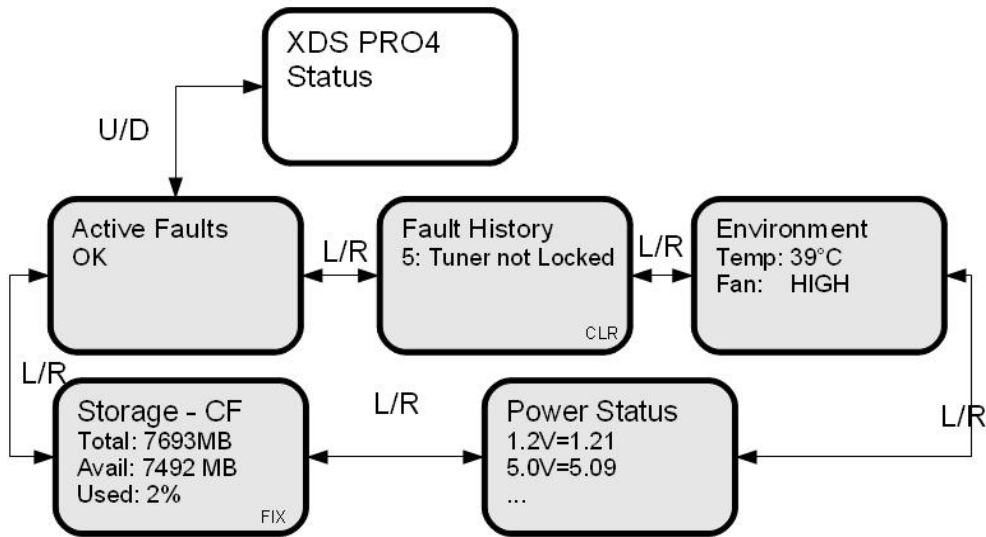 XDS PRO4
Status
U/D
Active Faults
OK
L/R
Fault History
5: Tuner not Locked
CLR
L/R
Environment
Temp: 39°C
Fan: HIGH
L/R
L/R
Storage - CF
Total: 7693MB
Avail: 7492 MB
Used: 2%
FIX
L/R
Power Status
1.2V=1.21
5.0V=5.09
...